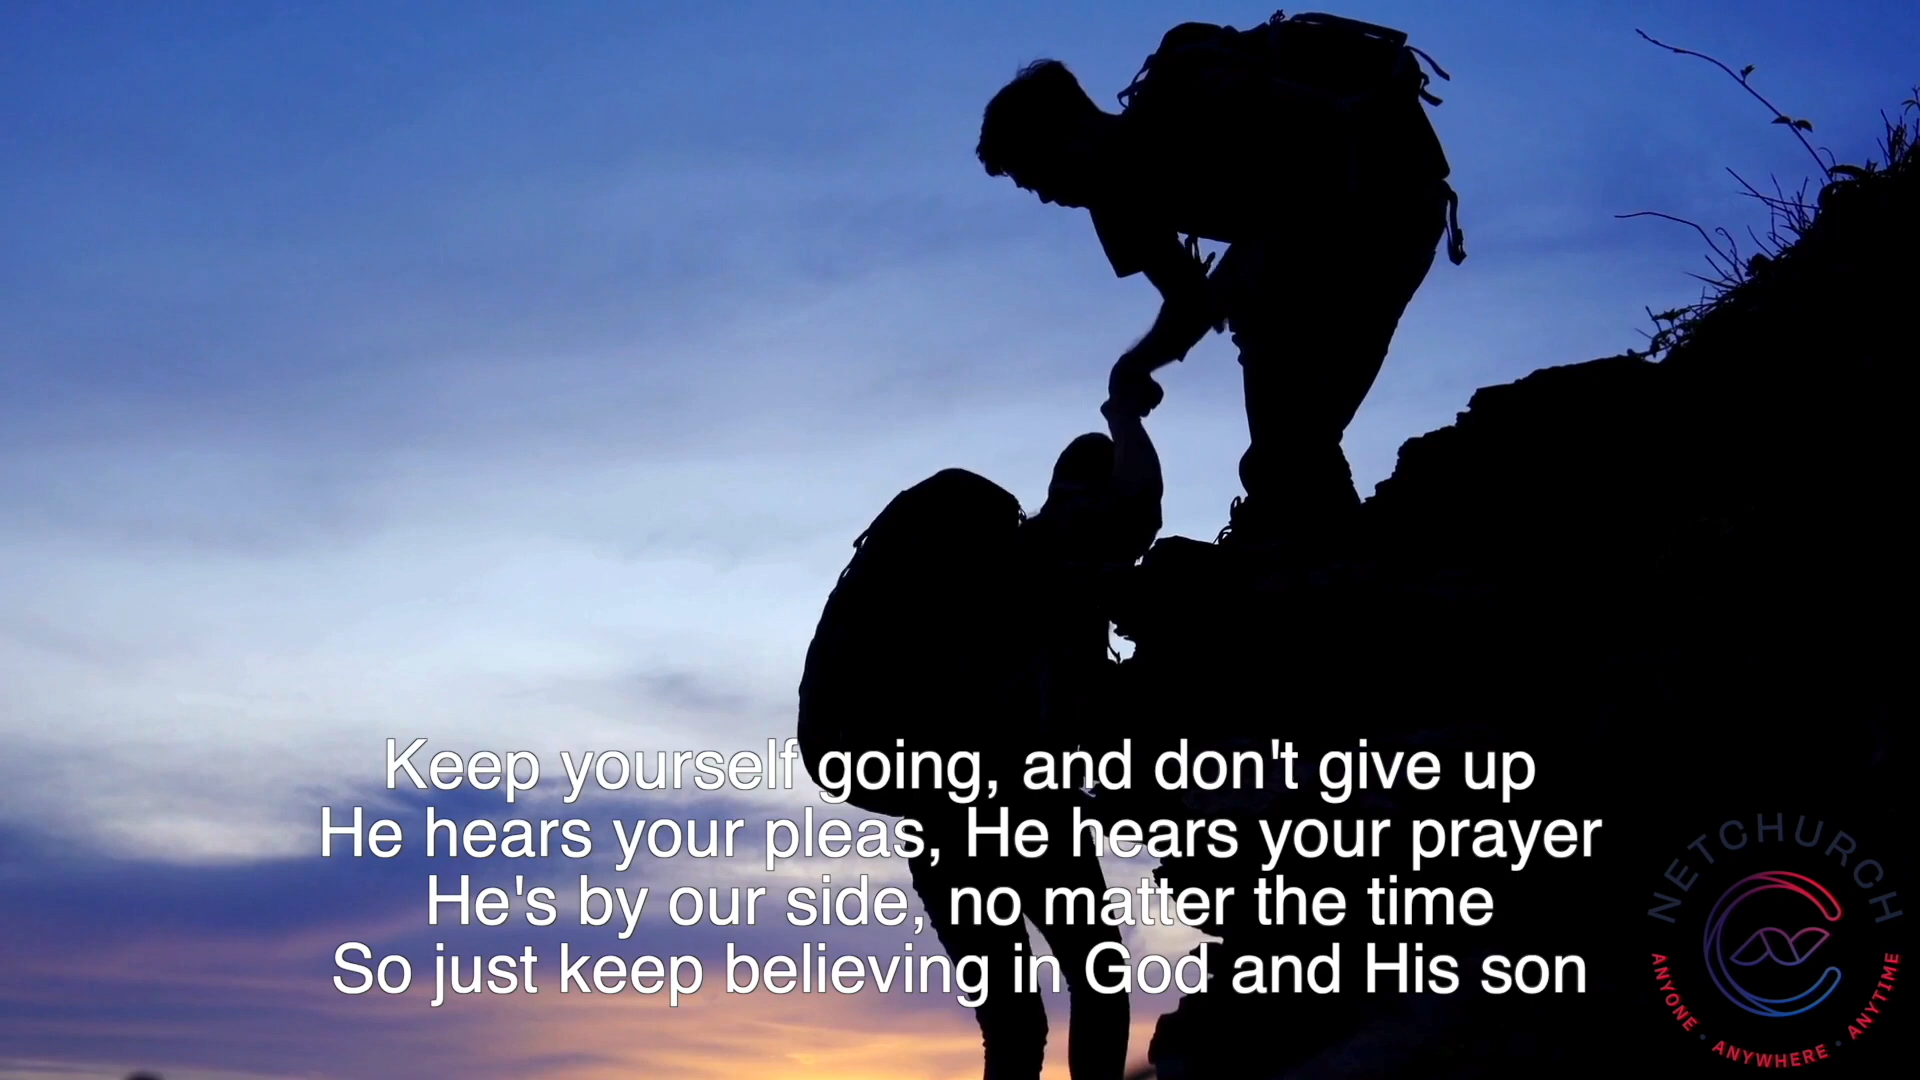 Keep yourself going, and don't give up
He hears your pleas, He hears your prayer
He's by our side, no matter the time
So just keep believing in God and His son
NETCHURCH
ANYONE · ANYWHERE · ANYTIME